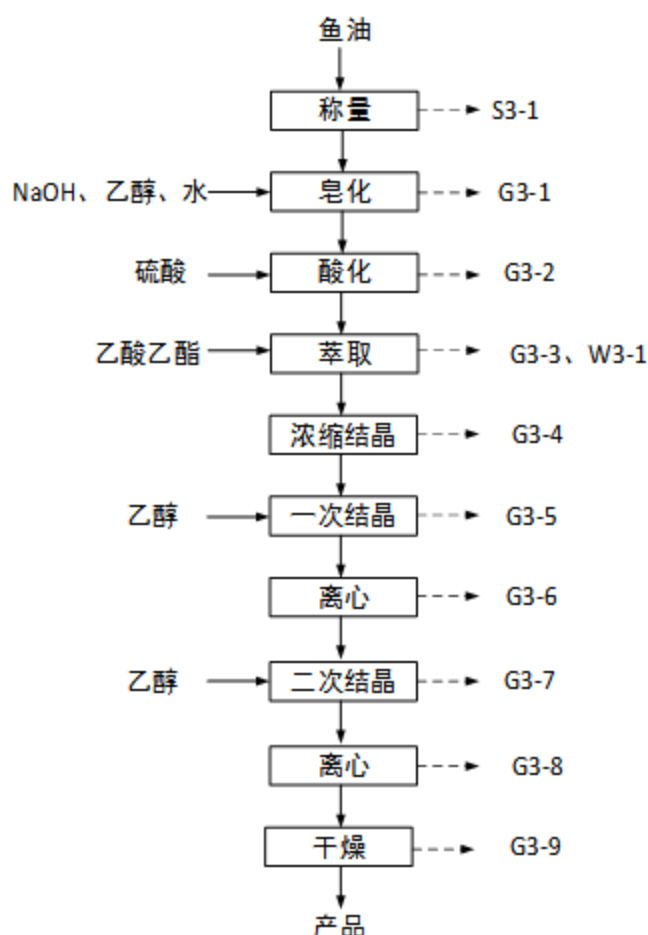 鱼油
称量 S3-1
NaOH、乙醇、水 皂化 G3-1
硫酸 酸化 G3-2
乙酸乙酯 萃取 G3-3、W3-1
浓缩结晶 G3-4
乙醇 一次结晶 G3-5
离心 G3-6
乙醇 二次结晶 G3-7
离心 G3-8
干燥 G3-9
产品